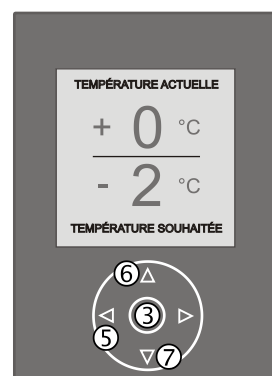 TEMPÉRATURE ACTUELLE
+ 0 °C
- 2 °C
TEMPÉRATURE SOUHAITÉE
6
3
5
7